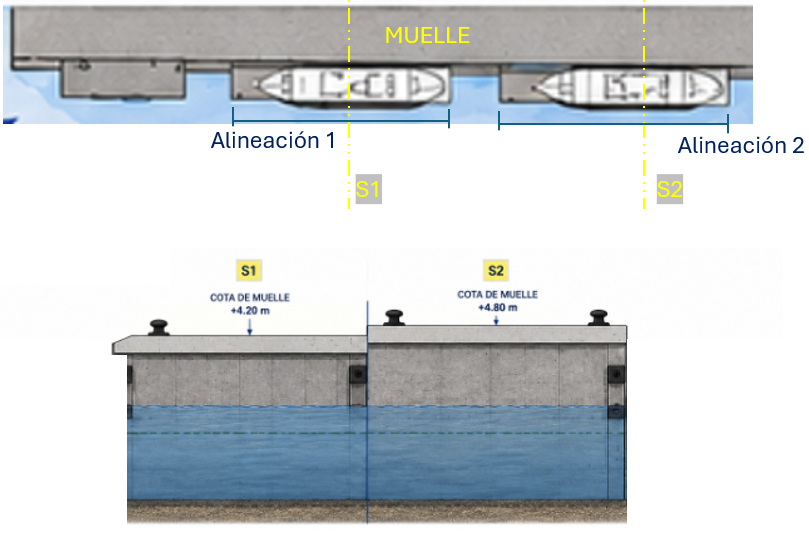 MUELLE
Alineación 1
Alineación 2
S1
S2
S1
S2
COTA DE MUELLE
+4.20 m
COTA DE MUELLE
+4.80 m